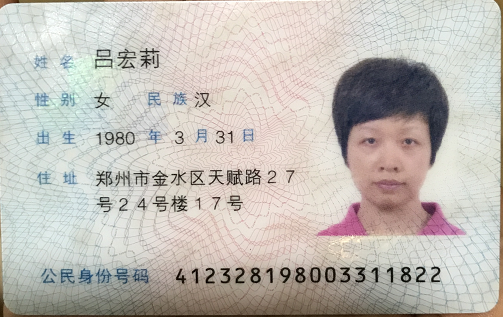 姓名 吕宏莉
性别 女 民族 汉
出生 1980 年 3 月 31 日
住址 郑州市金水区天赋路27
号24号楼17号
公民身份号码 412328198003311822